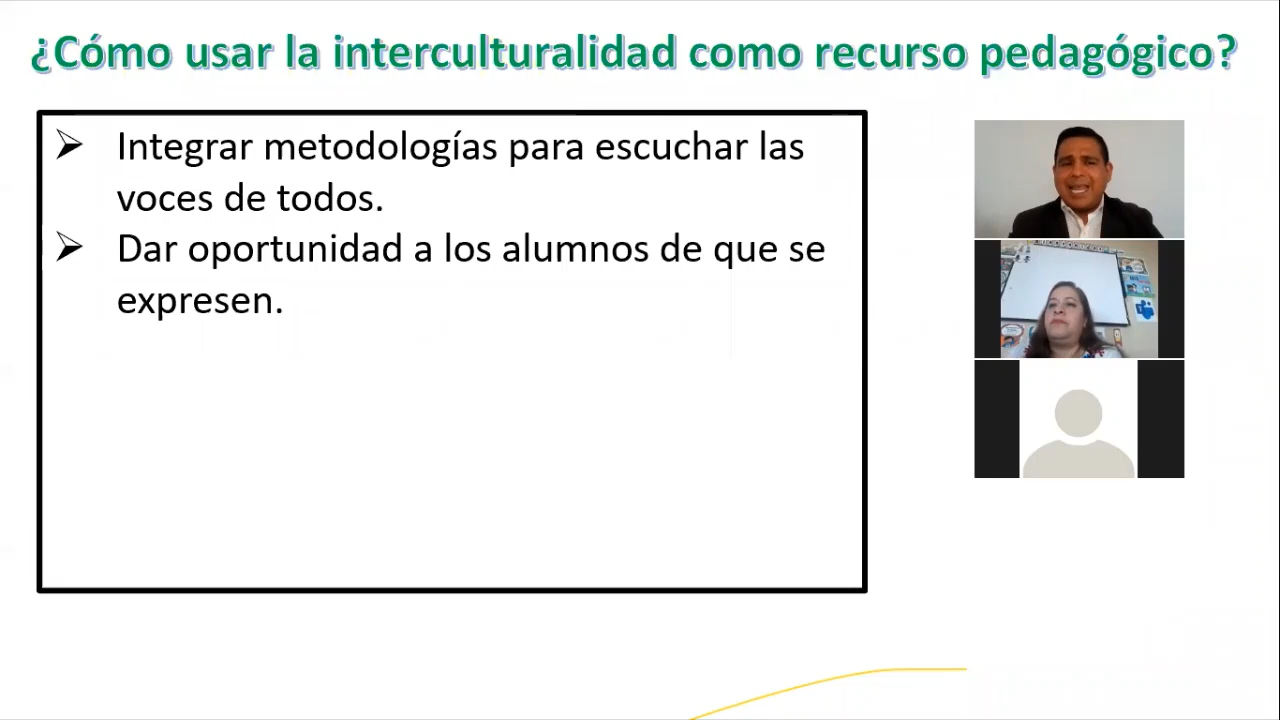 ¿Cómo usar la interculturalidad como recurso pedagógico?
➢ Integrar metodologías para escuchar las
voces de todos.
➢ Dar oportunidad a los alumnos de que se
expresen.